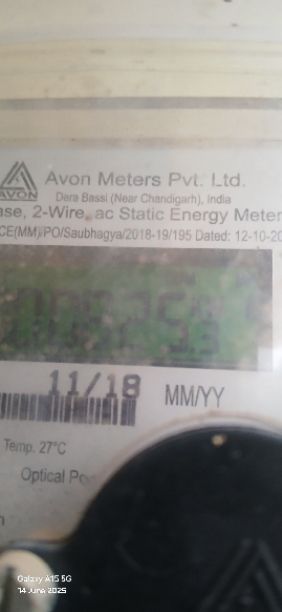 AVON
Avon Meters Pvt. Ltd.
Dera Bassi (Near Chandigarh), India
ase, 2-Wire, ac Static Energy Meter
CE(MM)/PO/Saubhagya/2018-19/195 Dated: 12-10-20
11/18 MM/YY
Temp. 27°C
Optical Po
AVON
Galaxy A15 5G
14 June 2025